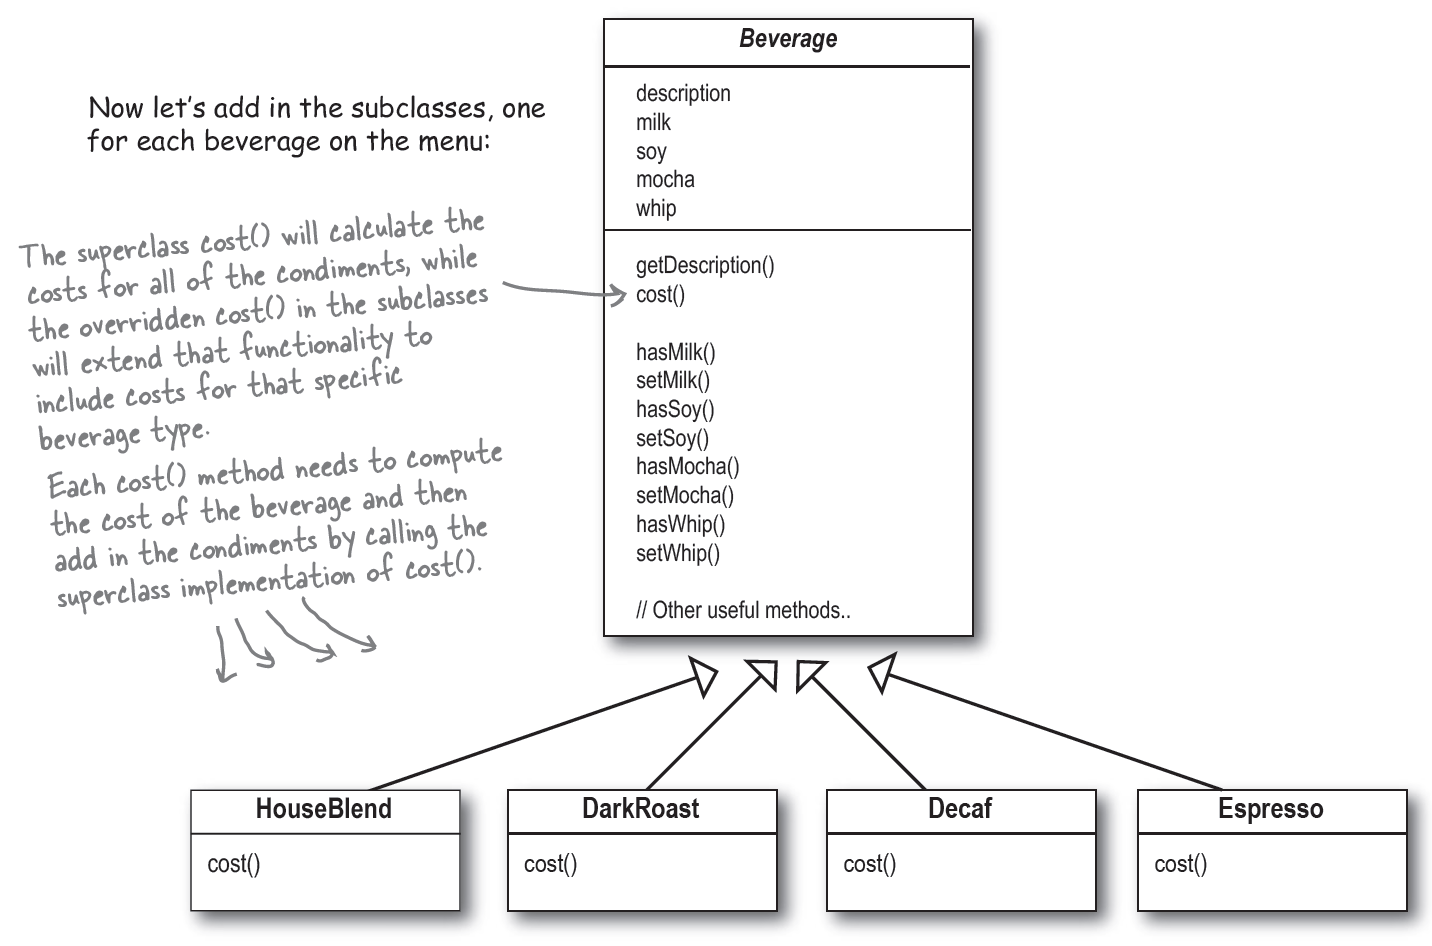 Now let's add in the subclasses, one
for each beverage on the menu:
The superclass cost() will calculate the
costs for all of the condiments, while
the overridden cost() in the subclasses
will extend that functionality to
include costs for that specific
beverage type.
Each cost() method needs to compute
the cost of the beverage and then
add in the condiments by calling the
superclass implementation of cost().
Beverage
description
milk
soy
mocha
whip
getDescription()
cost()
hasMilk()
setMilk()
hasSoy()
setSoy()
hasMocha()
setMocha()
hasWhip()
setWhip()
// Other useful methods..
HouseBlend
cost()
DarkRoast
cost()
Decaf
cost()
Espresso
cost()